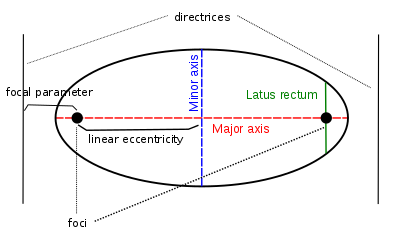 directrices
Minor axis
focal parameter
Latus rectum
Major axis
linear eccentricity
foci